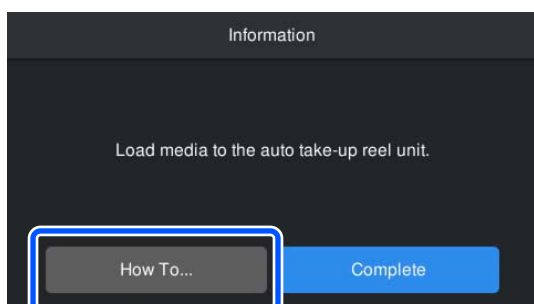 Information
Load media to the auto take-up reel unit.
How To...
Complete